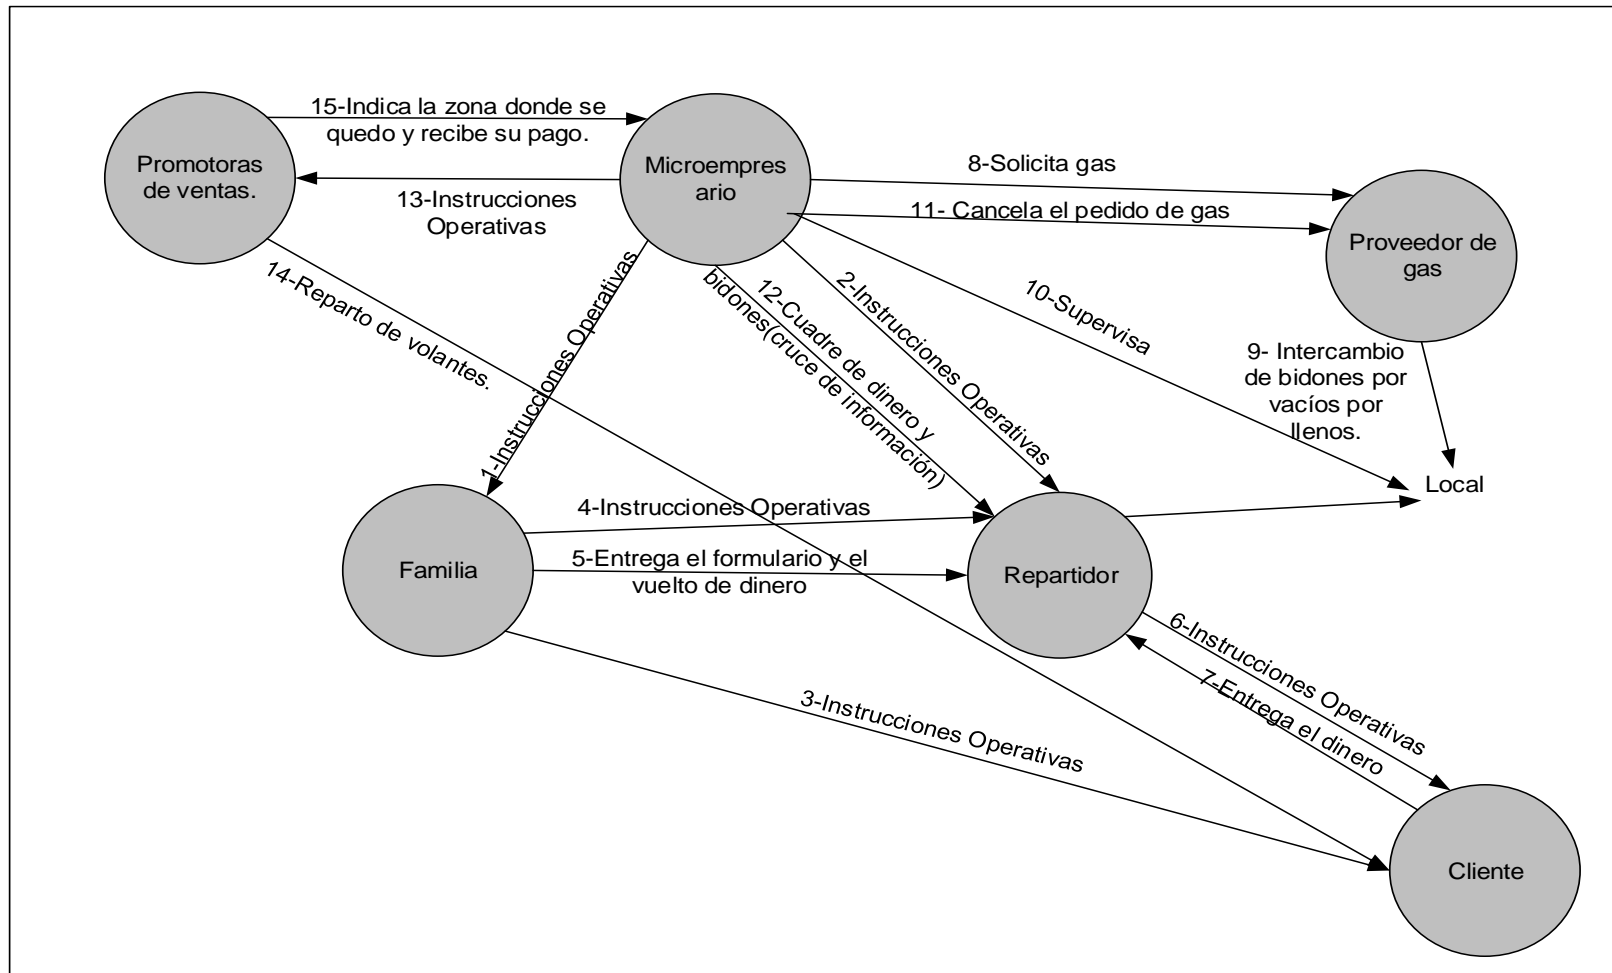 15-Indica la zona donde se
quedo y recibe su pago.
Promotoras
de ventas.
Microempres
ario
13-Instrucciones
Operativas
8-Solicita gas
11- Cancela el pedido de gas
Proveedor de
gas
14-Reparto de volantes.
1-Instrucciones Operativas
12-Cuadre de dinero y
bidones(cruce de información)
2-Instrucciones Operativas
10-Supervisa
9- Intercambio
de bidones por
vacíos por
llenos.
Local
4-Instrucciones Operativas
5-Entrega el formulario y el
vuelto de dinero
Familia
Repartidor
6-Instrucciones Operativas
7-Entrega el dinero
3-Instrucciones Operativas
Cliente